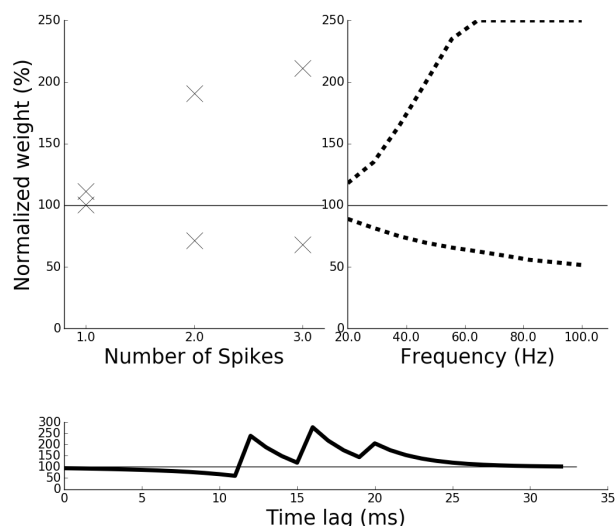 250
200
150
100
50
0
Normalized weight (%)
1.0 2.0 3.0
Number of Spikes
250
200
150
100
50
0
20.0 40.0 60.0 80.0 100.0
Frequency (Hz)
300
250
200
150
100
50
0
0 5 10 15 20 25 30 35
Time lag (ms)